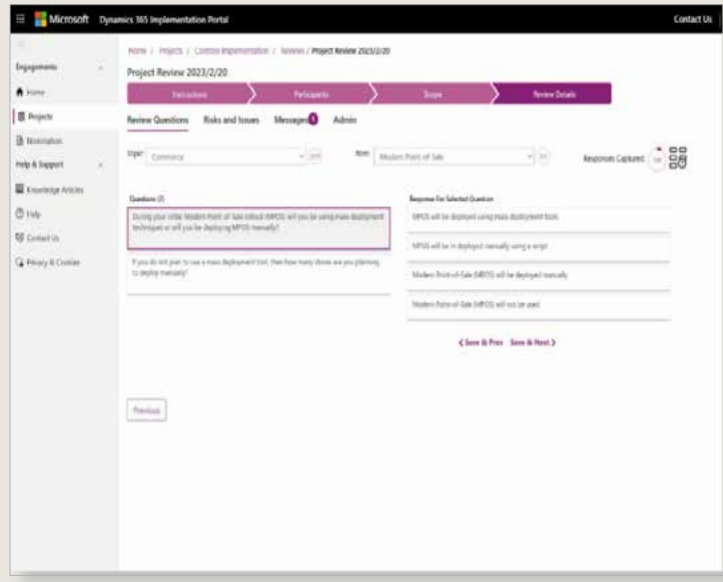 Microsoft Dynamics 365 Implementation Portal
Contact Us
Home / Projects / Contoso Implementation / Reviews / Project Review 2023/2/20
Engagements
Home
Projects
Nomination
Help & Support
Knowledge Articles
Help
Contact Us
Privacy & Cookies
Project Review 2023/2/20
Instructions
Participants
Scope
Review Details
Review Questions
Risks and Issues
Messages 1
Admin
Topic
Commerce
Item
Modern Point of Sale
Responses Captured
Questions (2)
During your initial Modern Point of Sale rollout (MPOS) will you be using mass deployment
techniques or will you be deploying MPOS manually?
If you do not plan to use a mass deployment tool, then how many stores are you planning
to deploy manually?
Response For Selected Question
MPOS will be deployed using mass deployment tools
MPOS will be in deployed manually using a script
Modern Point-of-Sale (MPOS) will be deployed manually
Modern Point-of-Sale (MPOS) will not be used
Save & Prev
Save & Next
Previous